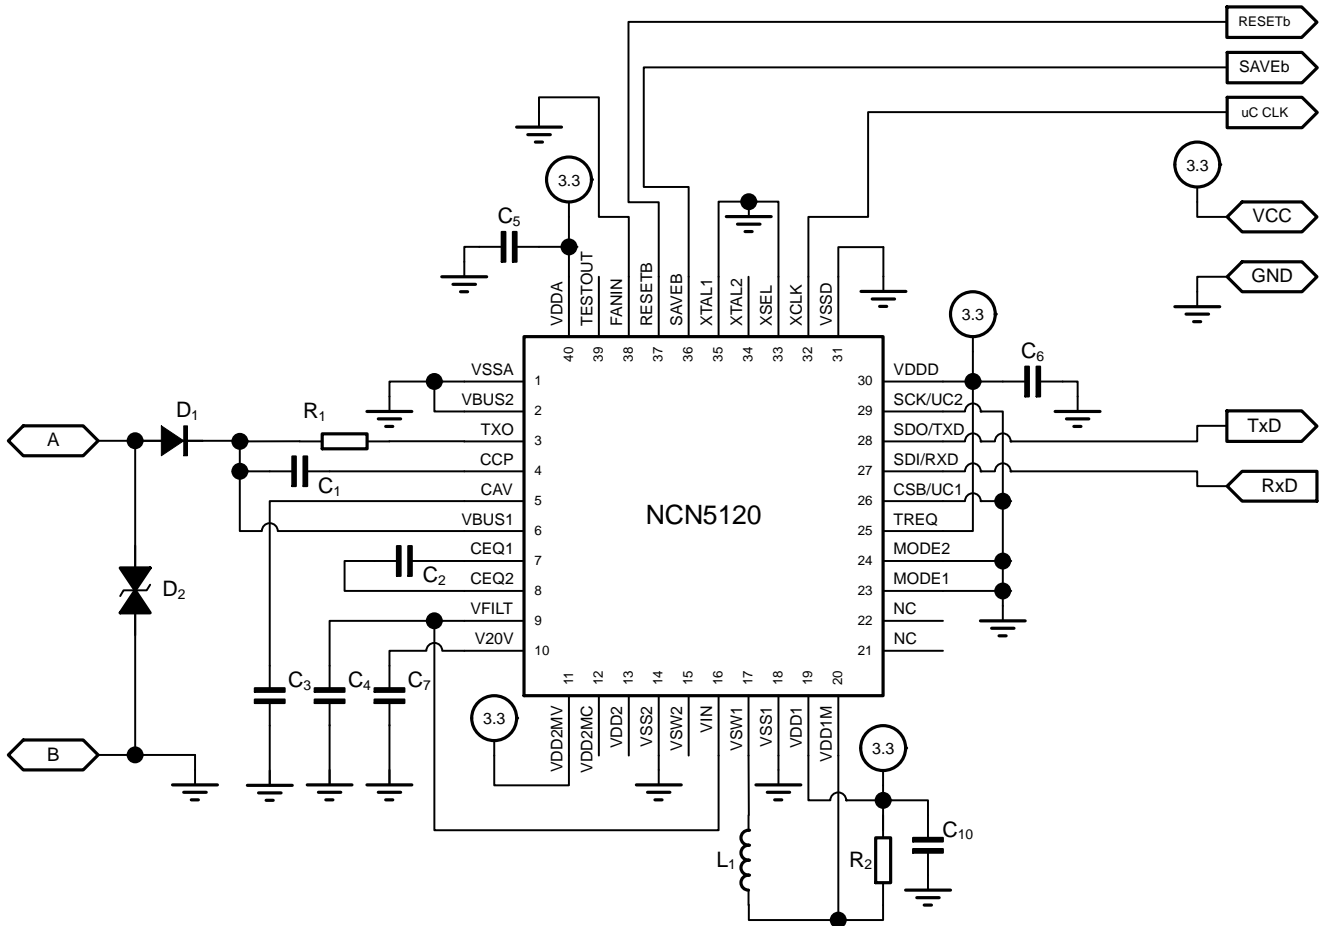 RESETb
SAVEb
uC CLK
3.3
3.3
C5
VCC
GND
VDDA
TESTOUT
FANIN
RESETB
SAVEB
XTAL1
XTAL2
XSEL
XCLK
VSSD
3.3
40
39
38
37
36
35
34
33
32
31
C6
VSSA
1
30
VDDD
VBUS2
2
29
SCK/UC2
A
D1
R1
TXO
3
28
SDO/TXD
TxD
CCP
4
27
SDI/RXD
C1
RxD
CAV
5
26
CSB/UC1
NCN5120
VBUS1
6
25
TREQ
CEQ1
7
24
MODE2
C2
D2
CEQ2
8
23
MODE1
VFILT
9
22
NC
V20V
10
21
NC
C3
C4
C7
11
12
13
14
15
16
17
18
19
20
3.3
VDD2MV
VDD2MC
VDD2
VSS2
VSW2
VIN
VSW1
VSS1
VDD1
VDD1M
3.3
B
L1
R2
C10